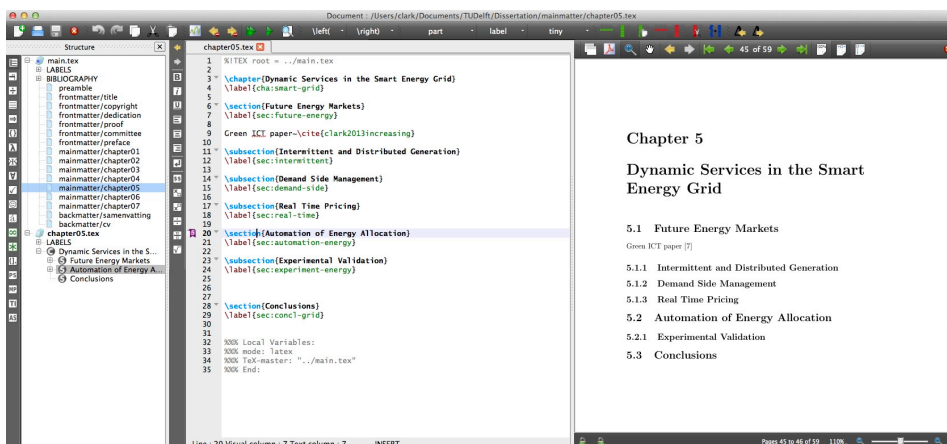 Document : /Users/clark/Documents/TUDelft/Dissertation/mainmatter/chapter05.tex
\left( \right) part label tiny
45 of 59
Structure
main.tex
LABELS
BIBLIOGRAPHY
preamble
frontmatter/title
frontmatter/copyright
frontmatter/dedication
frontmatter/proof
frontmatter/committee
frontmatter/preface
mainmatter/chapter01
mainmatter/chapter02
mainmatter/chapter03
mainmatter/chapter04
mainmatter/chapter05
mainmatter/chapter06
mainmatter/chapter07
backmatter/samenvatting
backmatter/cv
chapter05.tex
LABELS
Dynamic Services in the S...
Future Energy Markets
Automation of Energy A...
Conclusions
chapter05.tex
1 %!TEX root = ../main.tex
2
3 \chapter{Dynamic Services in the Smart Energy Grid}
4 \label{cha:smart-grid}
5
6 \section{Future Energy Markets}
7 \label{sec:future-energy}
8
9 Green ICT paper~\cite{clark2013increasing}
10
11 \subsection{Intermittent and Distributed Generation}
12 \label{sec:intermittent}
13
14 \subsection{Demand Side Management}
15 \label{sec:demand-side}
16
17 \subsection{Real Time Pricing}
18 \label{sec:real-time}
19
20 \section{Automation of Energy Allocation}
21 \label{sec:automation-energy}
22
23 \subsection{Experimental Validation}
24 \label{sec:experiment-energy}
25
26
27
28 \section{Conclusions}
29 \label{sec:concl-grid}
30
31
32 %%% Local Variables:
33 %%% mode: latex
34 %%% TeX-master: "../main.tex"
35 %%% End:
Line : 20 Visual column : 7 Text column : 7 INSERT
Chapter 5
Dynamic Services in the Smart
Energy Grid
5.1 Future Energy Markets
Green ICT paper [7]
5.1.1 Intermittent and Distributed Generation
5.1.2 Demand Side Management
5.1.3 Real Time Pricing
5.2 Automation of Energy Allocation
5.2.1 Experimental Validation
5.3 Conclusions
Pages 45 to 46 of 59 110%